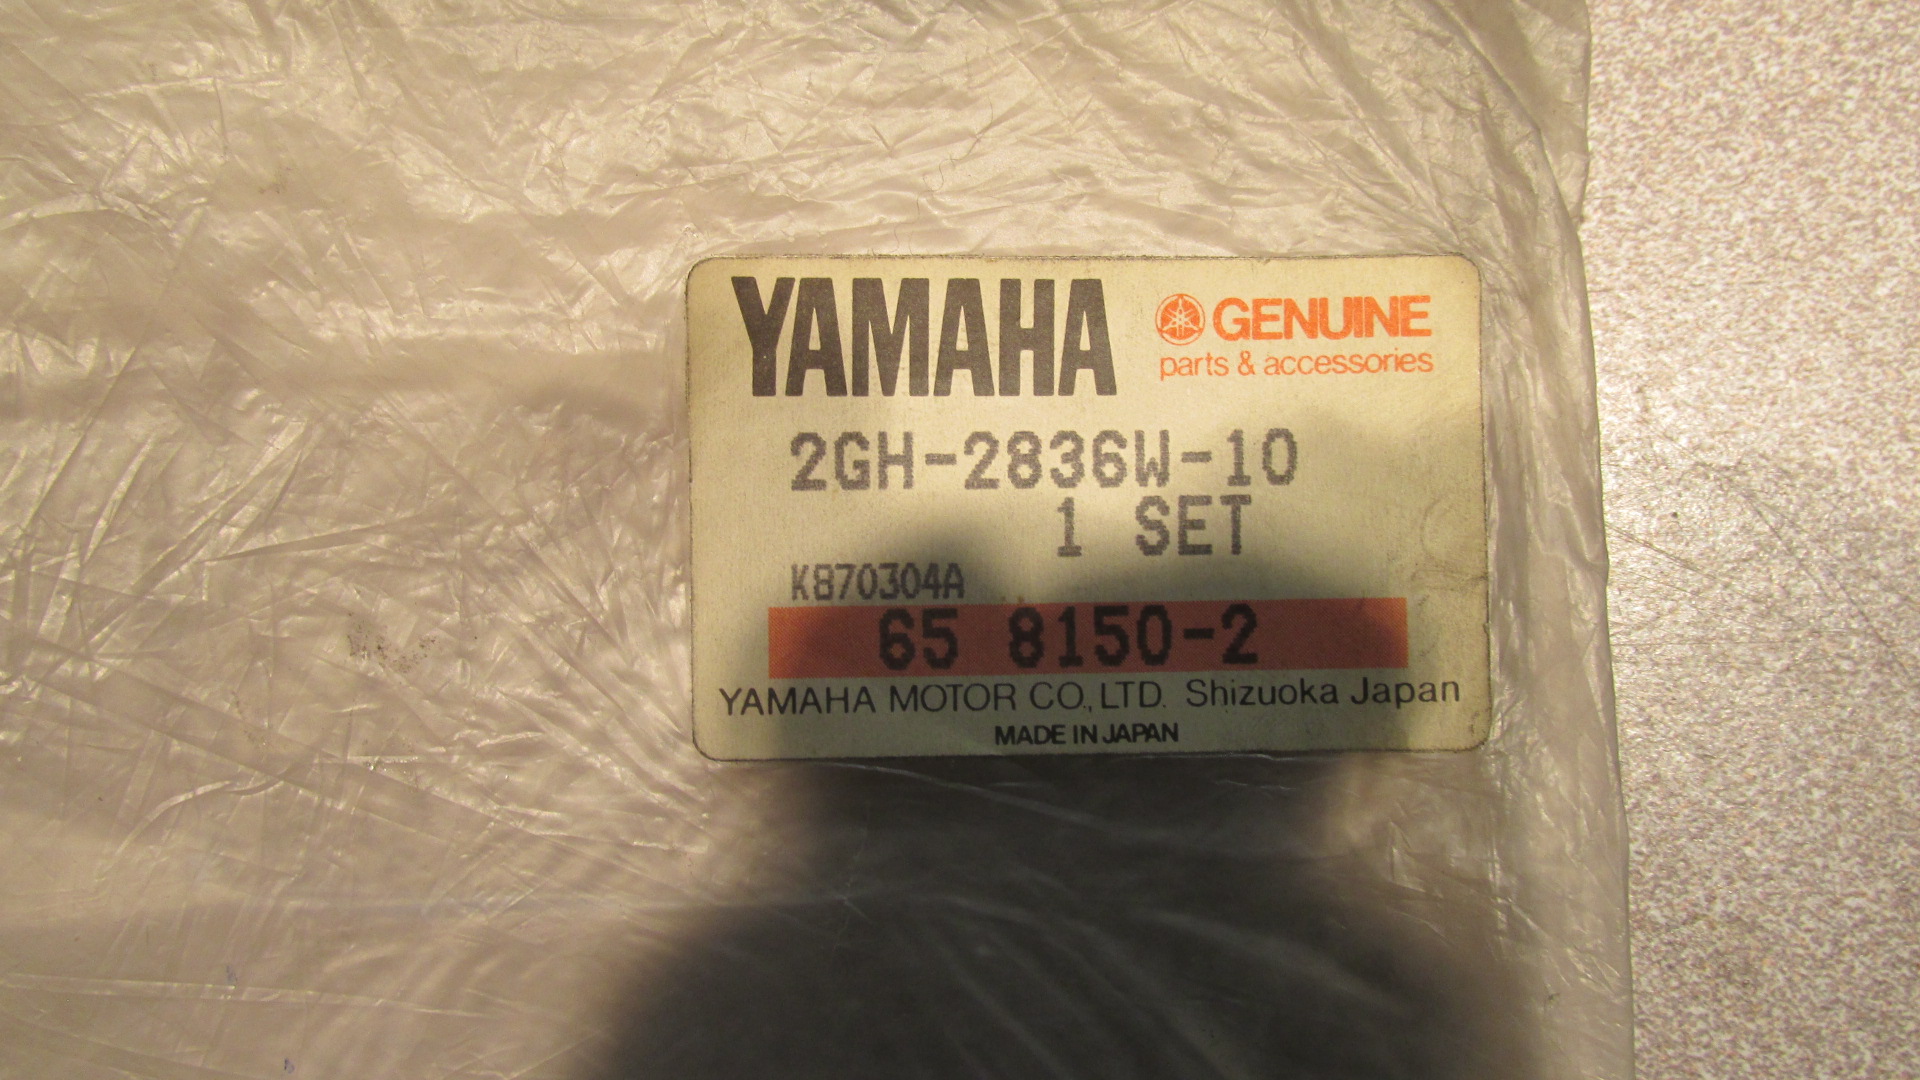 YAMAHA
GENUINE
parts & accessories
2GH-2836W-10
1 SET
K870304A
65 8150-2
YAMAHA MOTOR CO., LTD. Shizuoka Japan
MADE IN JAPAN